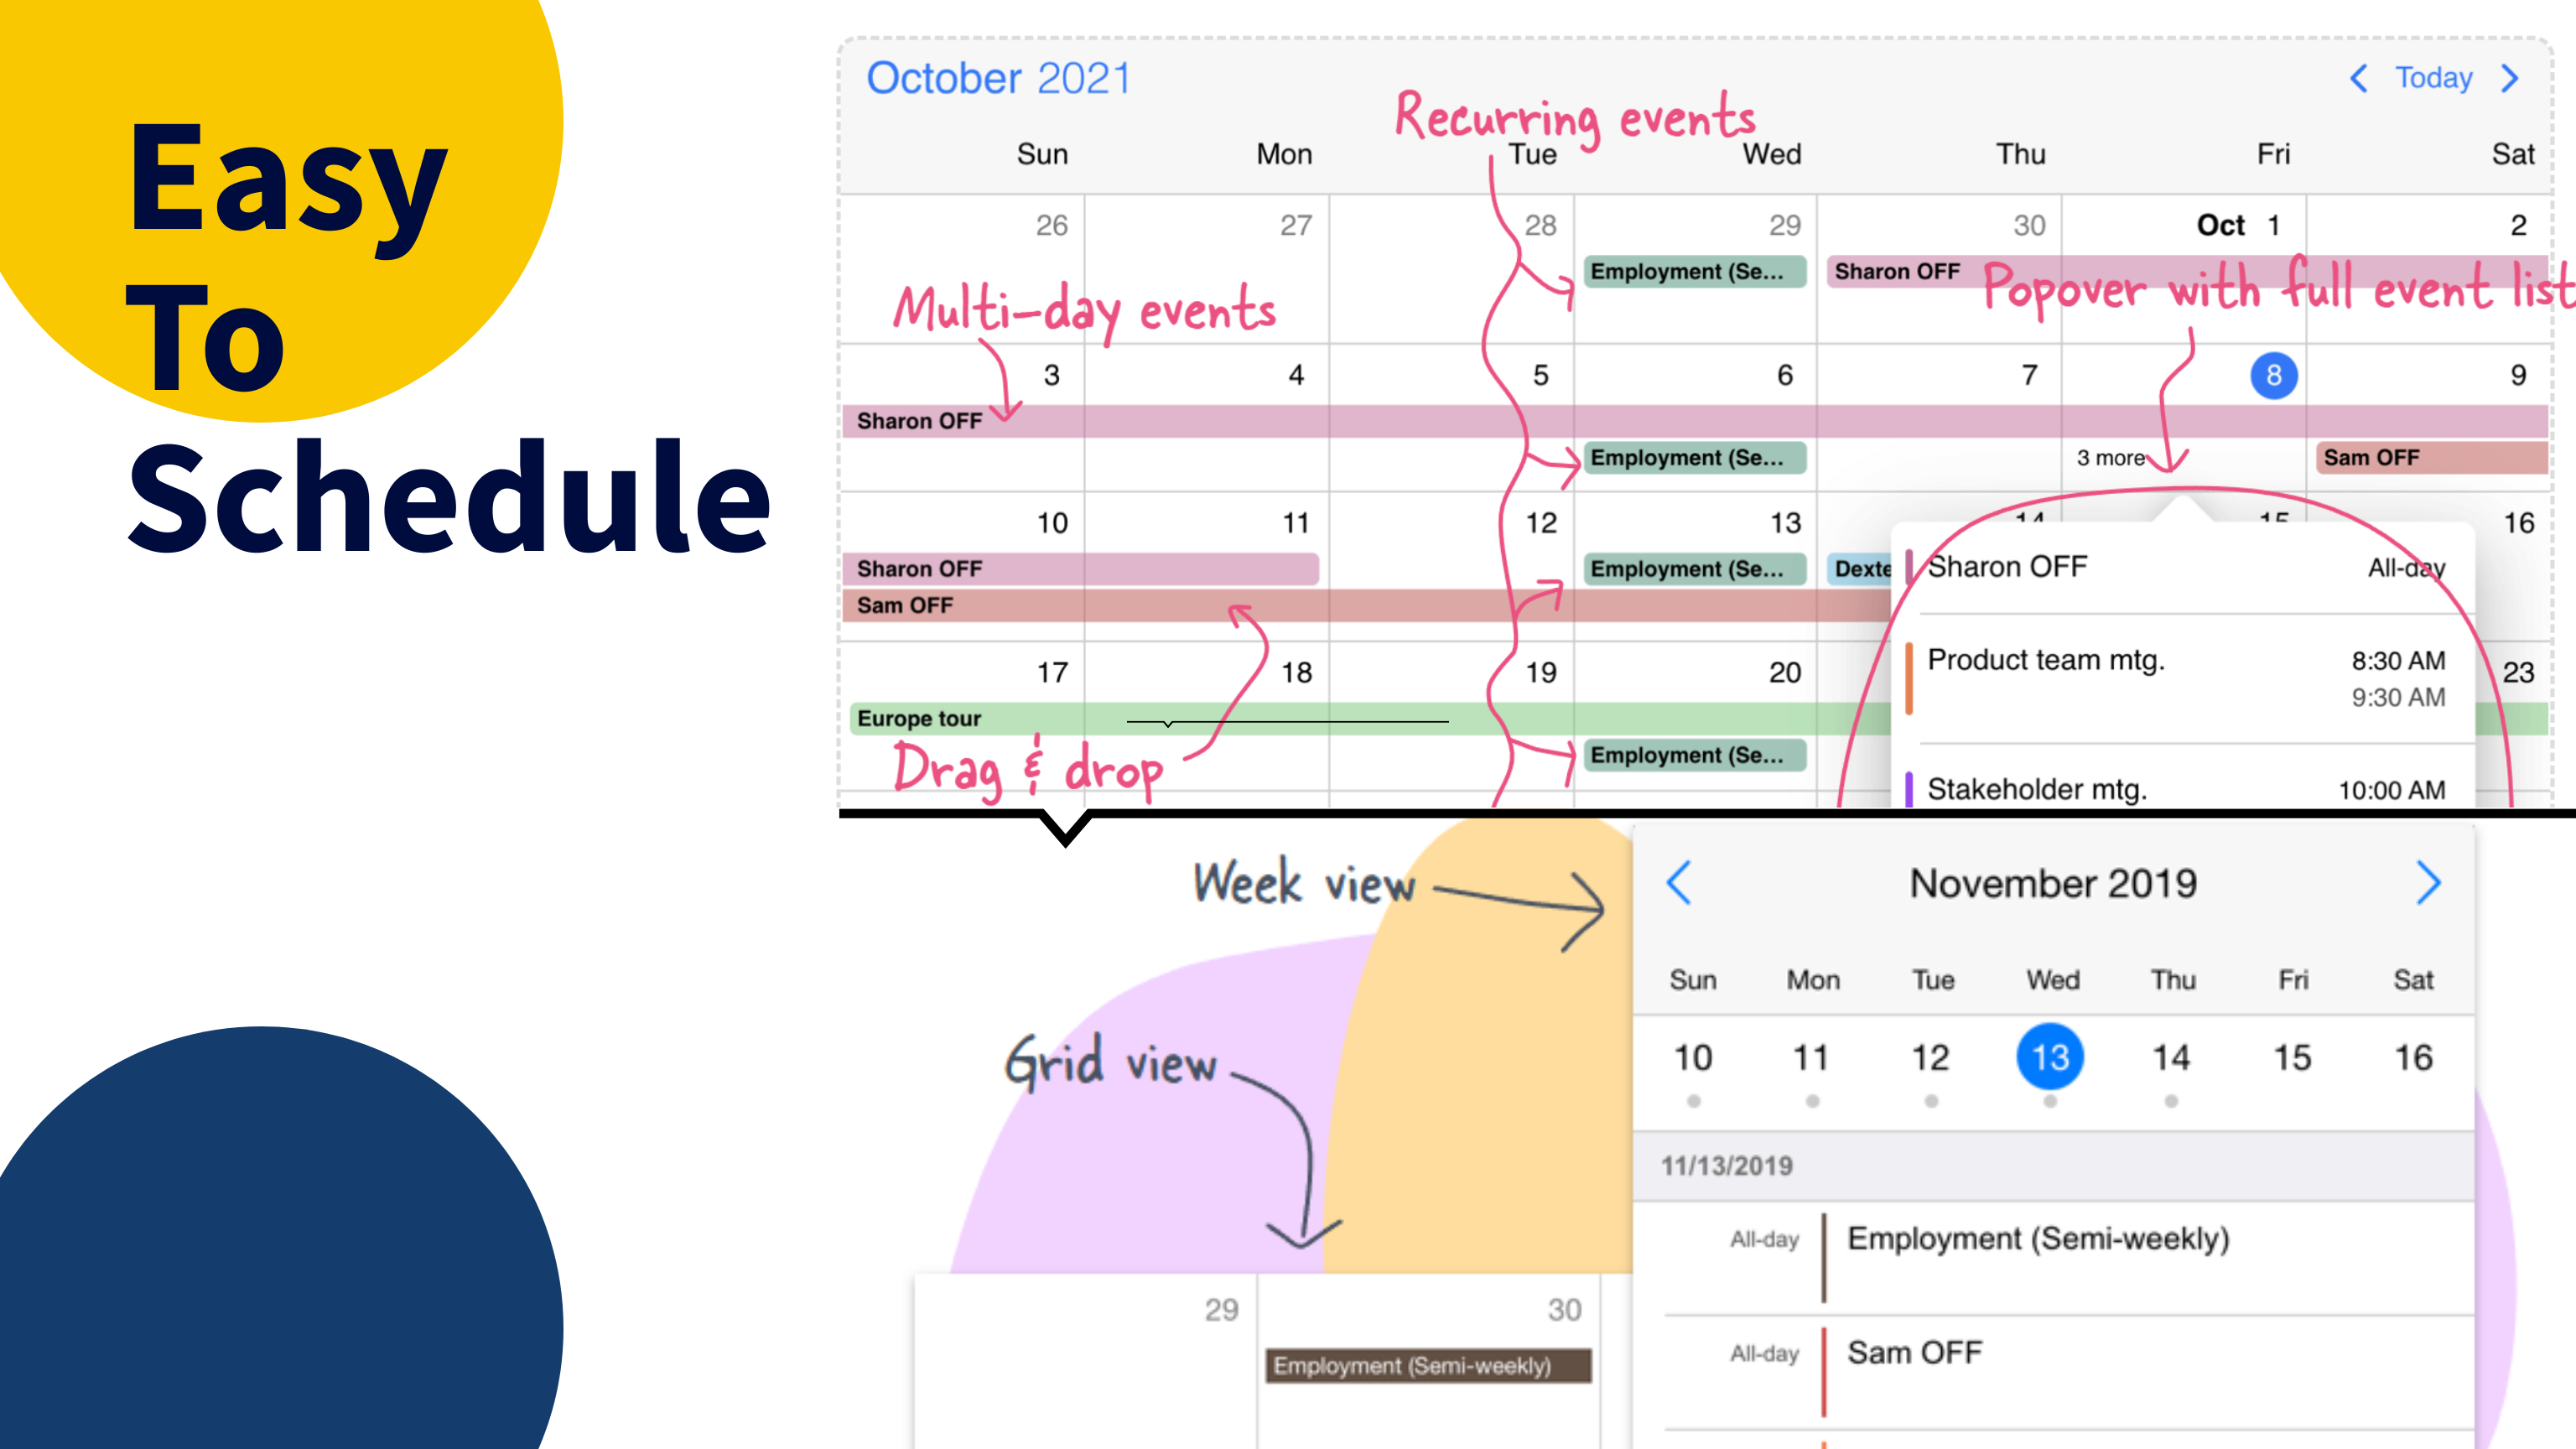 Easy
To
Schedule
October 2021
Today
Recurring events
Sun Mon Tue Wed Thu Fri Sat
26 27 28 29 30 Oct 1 2
Employment (Se... Sharon OFF
Multi-day events
Popover with full event list
3 4 5 6 7 8 9
Sharon OFF
Employment (Se... 3 more Sam OFF
10 11 12 13 14 15 16
Sharon OFF Employment (Se... Dexte
Sam OFF
Sharon OFF All-day
Product team mtg. 8:30 AM
9:30 AM
Stakeholder mtg. 10:00 AM
17 18 19 20 23
Europe tour
Employment (Se...
Drag & drop
Week view
Grid view
November 2019
Sun Mon Tue Wed Thu Fri Sat
10 11 12 13 14 15 16
11/13/2019
All-day Employment (Semi-weekly)
All-day Sam OFF
29 30
Employment (Semi-weekly)